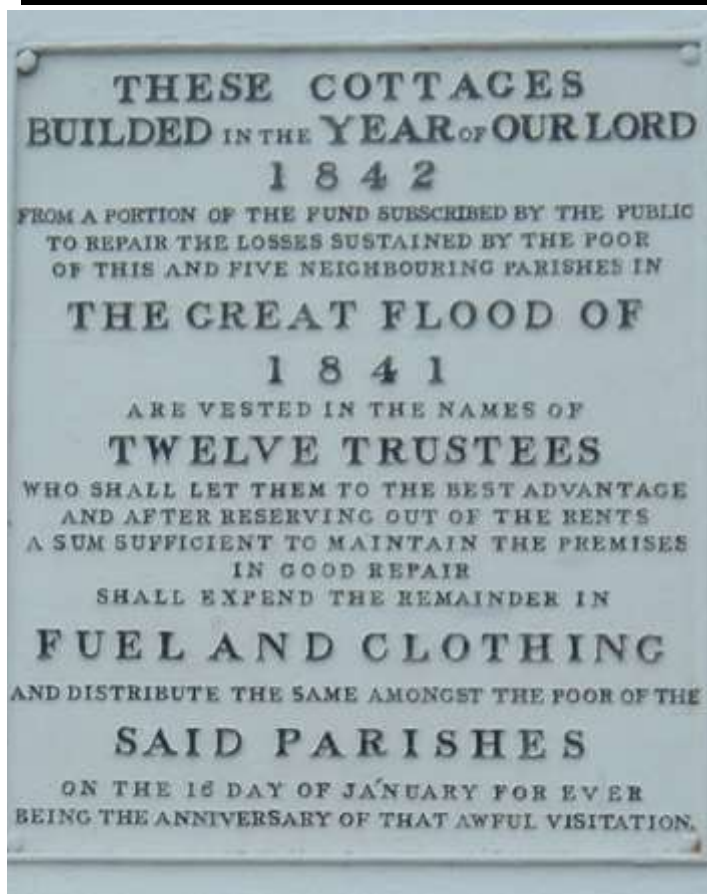 THESE COTTAGES
BUILDED IN THE YEAR OF OUR LORD
1842
FROM A PORTION OF THE FUND SUBSCRIBED BY THE PUBLIC
TO REPAIR THE LOSSES SUSTAINED BY THE POOR
OF THIS AND FIVE NEIGHBOURING PARISHES IN
THE GREAT FLOOD OF
1841
ARE VESTED IN THE NAMES OF
TWELVE TRUSTEES
WHO SHALL LET THEM TO THE BEST ADVANTAGE
AND AFTER RESERVING OUT OF THE RENTS
A SUM SUFFICIENT TO MAINTAIN THE PREMISES
IN GOOD REPAIR
SHALL EXPEND THE REMAINDER IN
FUEL AND CLOTHING
AND DISTRIBUTE THE SAME AMONGST THE POOR OF THE
SAID PARISHES
ON THE 16 DAY OF JANUARY FOR EVER
BEING THE ANNIVERSARY OF THAT AWFUL VISITATION.